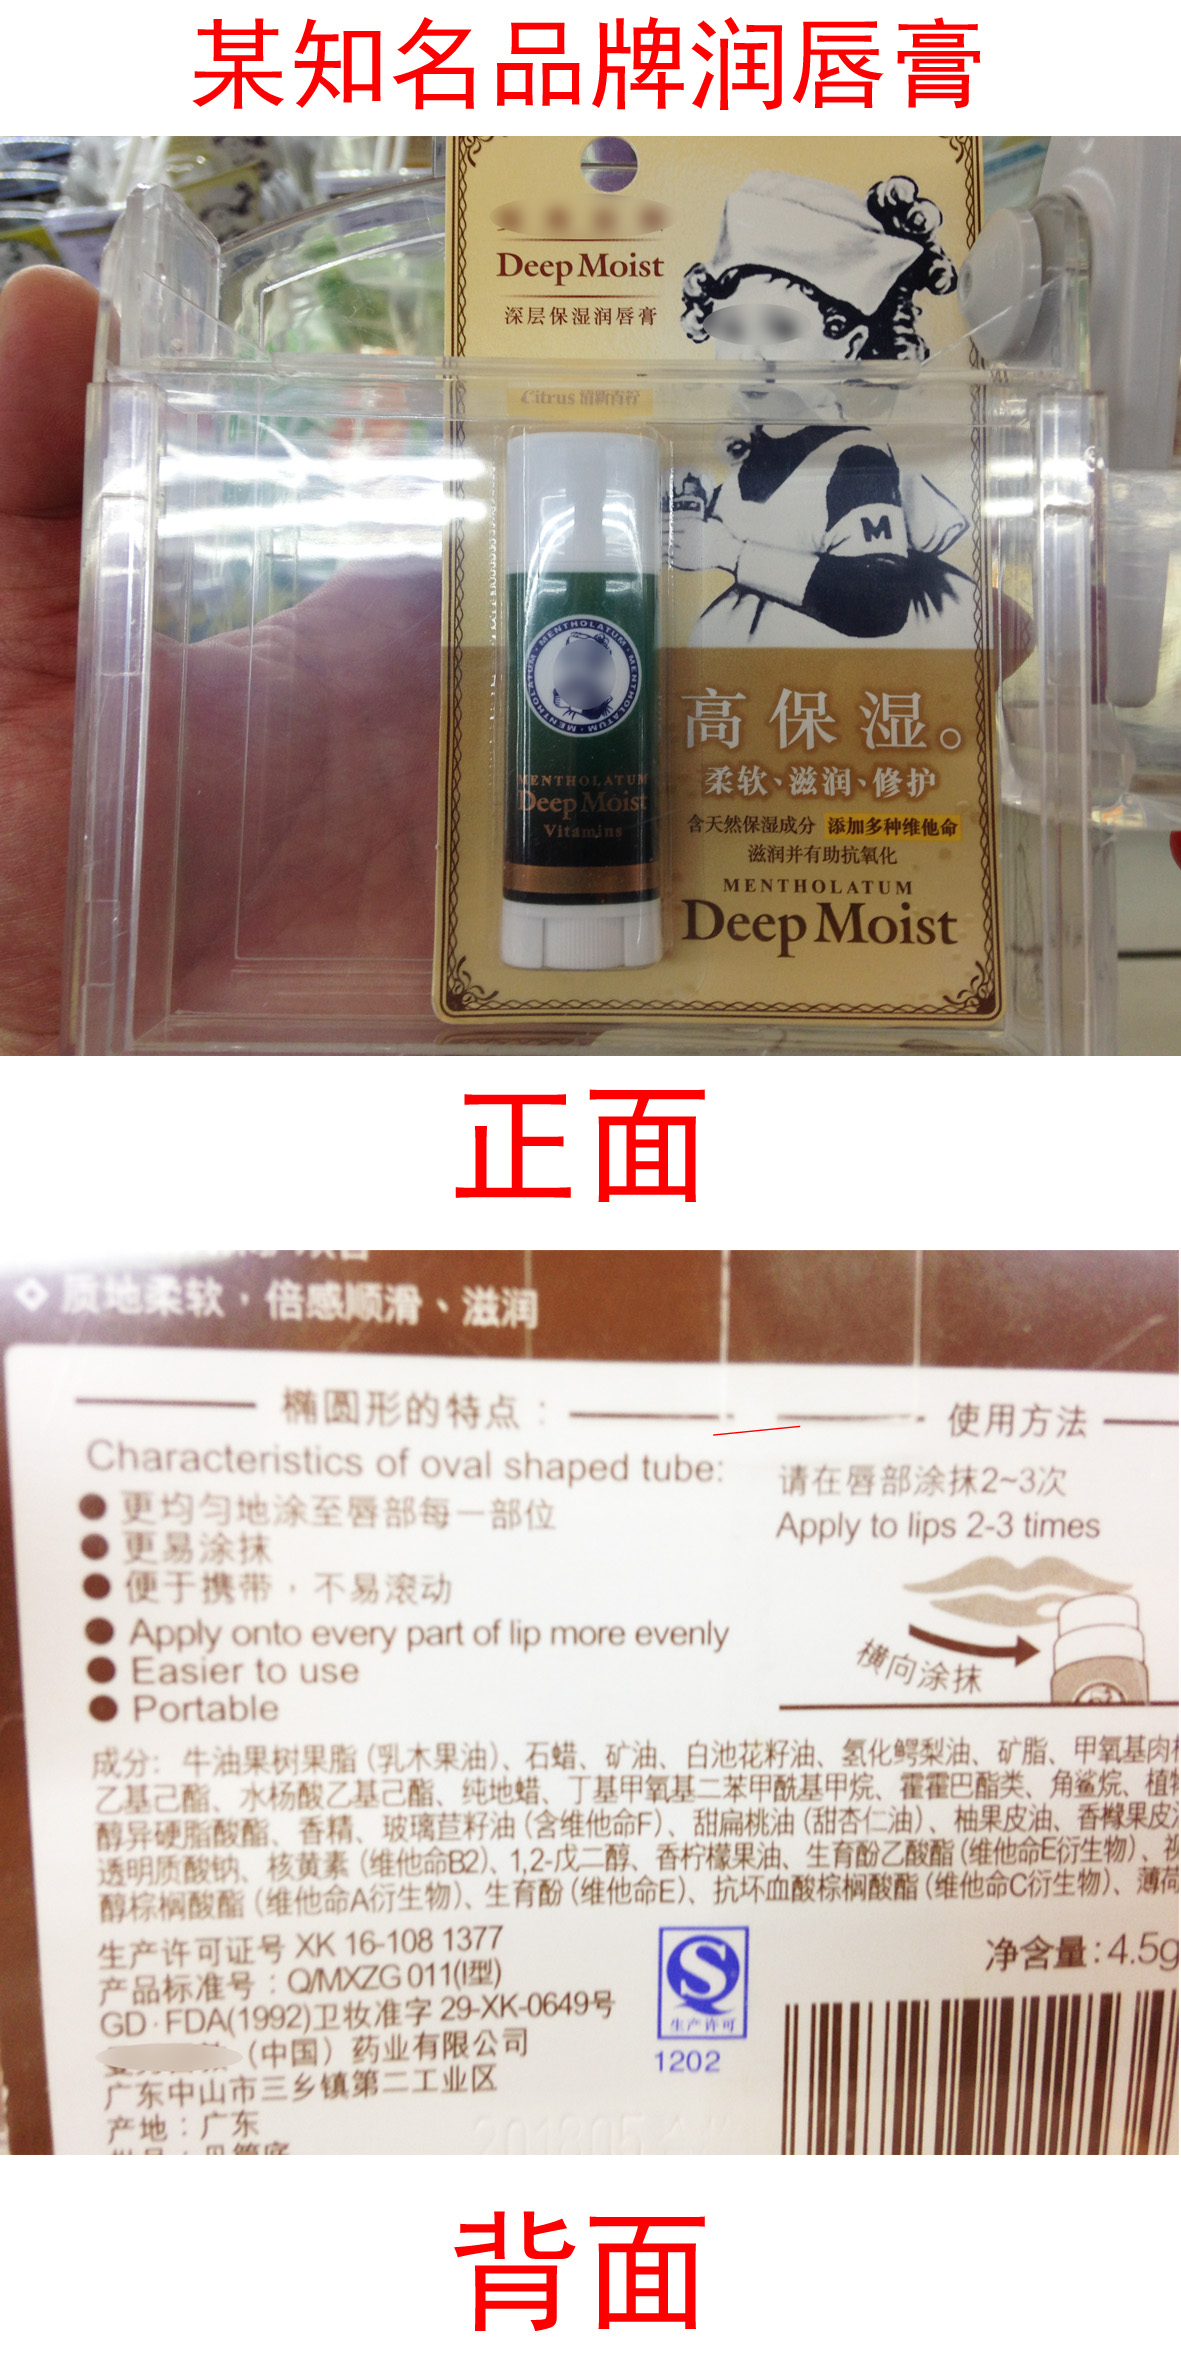 某知名品牌润唇膏
Deep Moist
深层保湿润唇膏
Citrus 清新香柠
M
MENTHOLATUM · MENTHOLATUM · MENTHOLATUM
MENTHOLATUM
Deep Moist
Vitamins
高保湿。
柔软、滋润、修护
含天然保湿成分 添加多种维他命
滋润并有助抗氧化
MENTHOLATUM
Deep Moist
正面
◇ 质地柔软，倍感顺滑、滋润
椭圆形的特点：
Characteristics of oval shaped tube:
● 更均匀地涂至唇部每一部位
● 更易涂抹
● 便于携带，不易滚动
● Apply onto every part of lip more evenly
● Easier to use
● Portable
使用方法
请在唇部涂抹2~3次
Apply to lips 2-3 times
横向涂抹
成分：牛油果树果脂（乳木果油）、石蜡、矿油、白池花籽油、氢化鳄梨油、矿脂、甲氧基肉
乙基己酯、水杨酸乙基己酯、纯地蜡、丁基甲氧基二苯甲酰基甲烷、霍霍巴酯类、角鲨烷、植
醇异硬脂酸酯、香精、玻璃苣籽油（含维他命F）、甜扁桃油（甜杏仁油）、柚果皮油、香橼果皮
透明质酸钠、核黄素（维他命B2）、1,2-戊二醇、香柠檬果油、生育酚乙酸酯（维他命E衍生物）、
醇棕榈酸酯（维他命A衍生物）、生育酚（维他命E）、抗坏血酸棕榈酸酯（维他命C衍生物）、薄荷
生产许可证号 XK 16-108 1377
产品标准号：Q/MXZG 011(I型)
GD·FDA(1992)卫妆准字 29-XK-0649号
（中国）药业有限公司
广东中山市三乡镇第二工业区
产地：广东
生产许可
1202
净含量：4.5g
背面